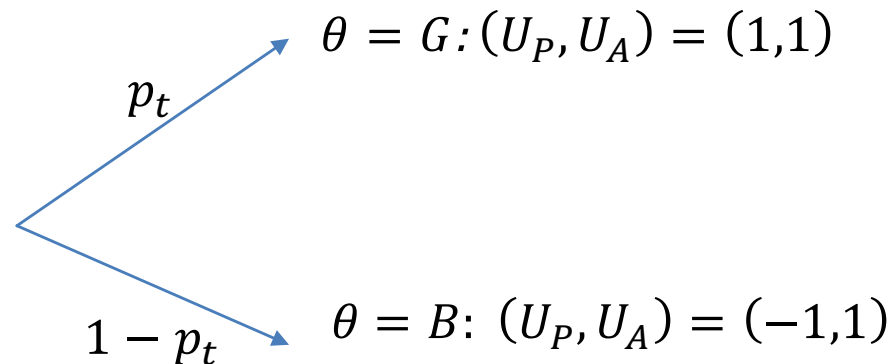 θ = G: (U_P, U_A) = (1,1)
p_t
1 − p_t
θ = B: (U_P, U_A) = (−1,1)